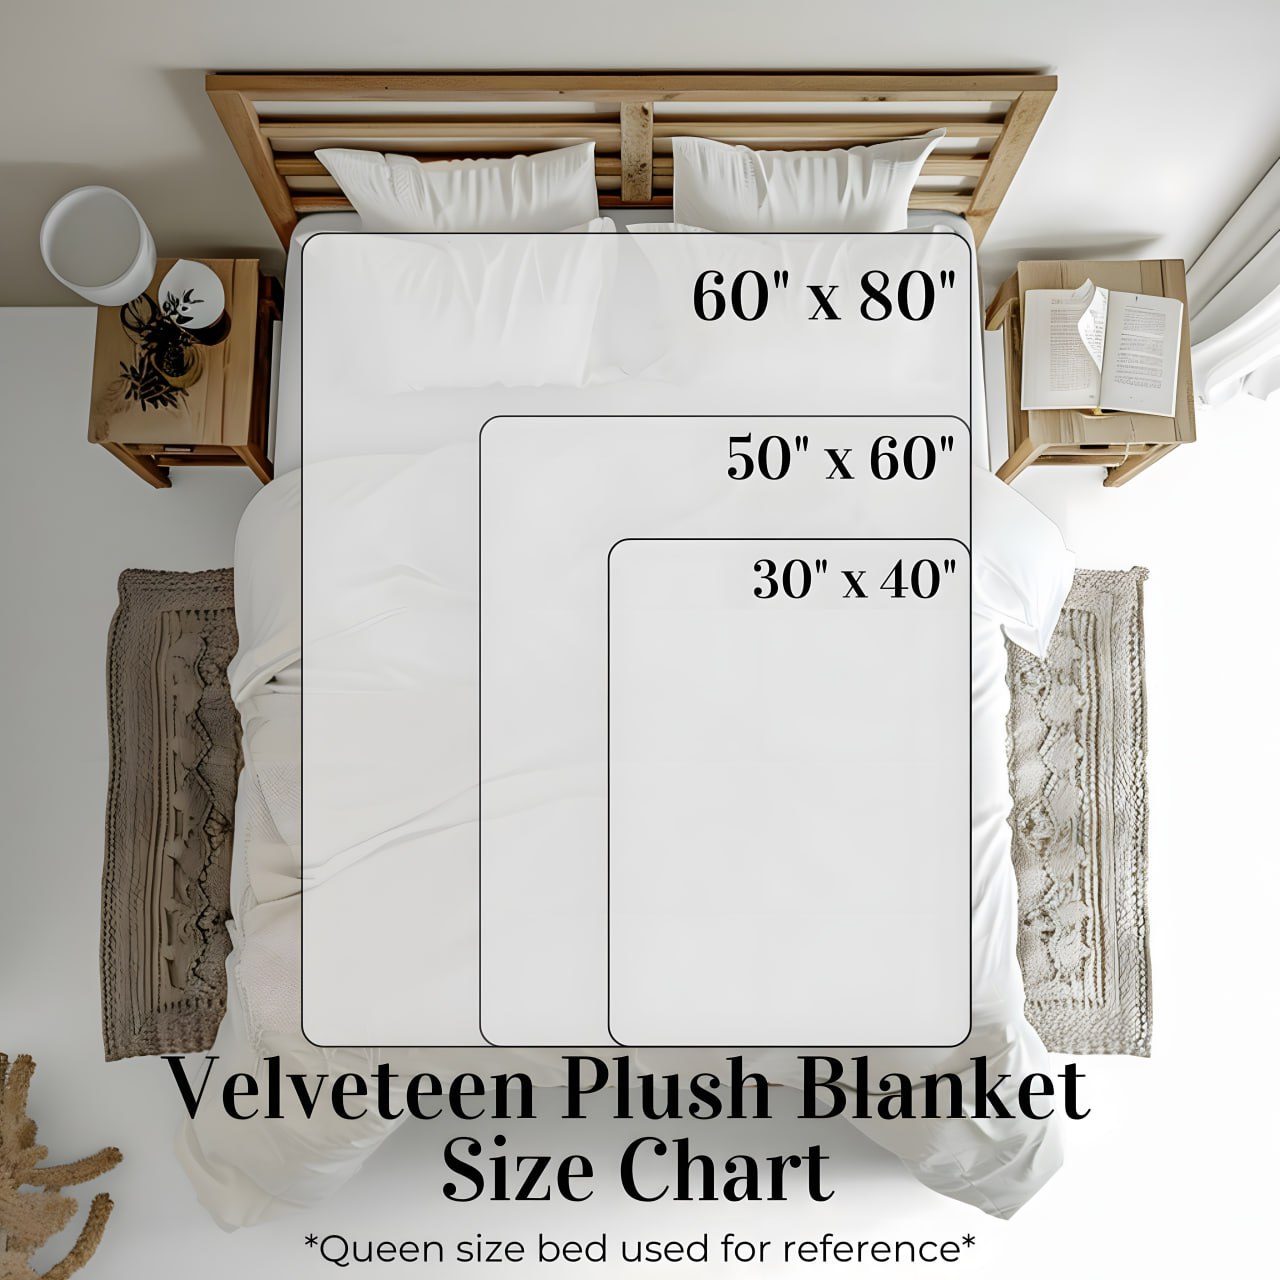 60" x 80"
50" x 60"
30" x 40"
Velveteen Plush Blanket
Size Chart
*Queen size bed used for reference*